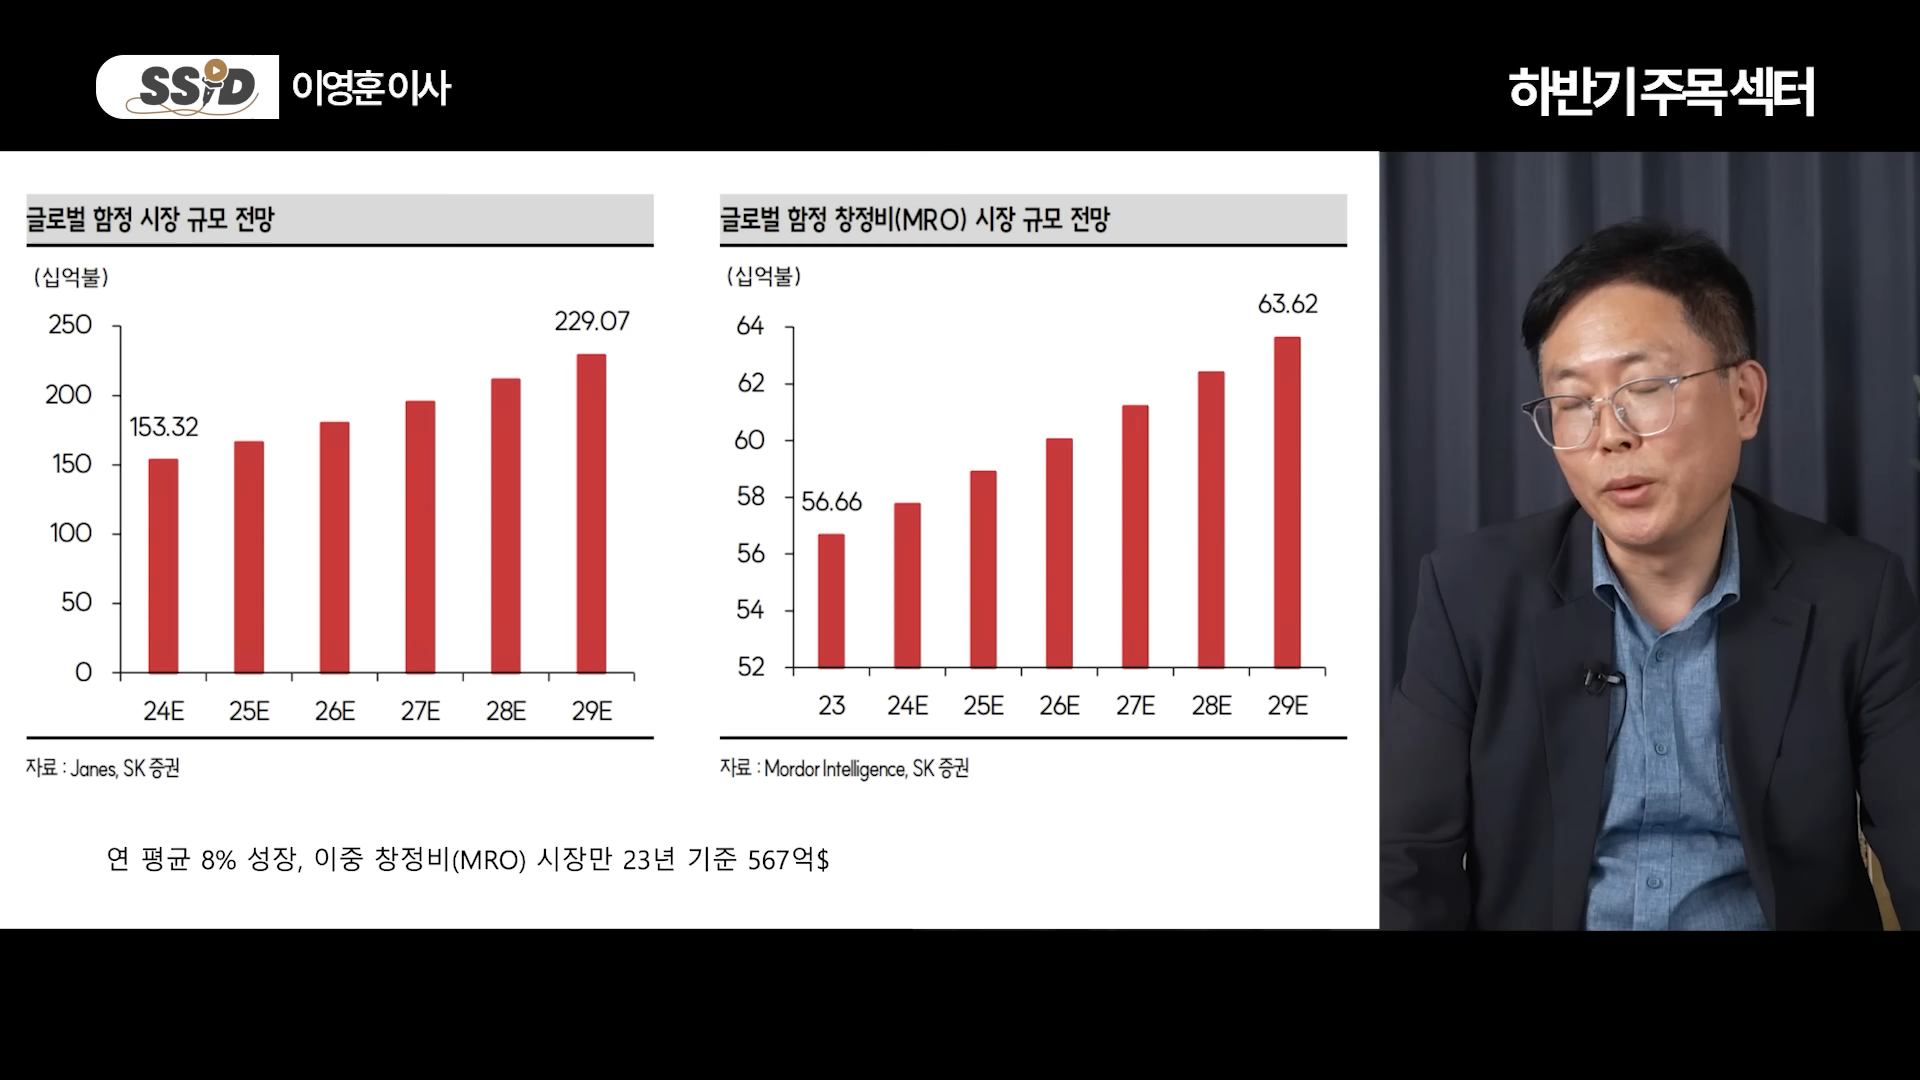 SSiD 이영훈 이사
하반기 주목 섹터
글로벌 함정 시장 규모 전망
(십억불)
250
200
150
100
50
0
153.32
229.07
24E 25E 26E 27E 28E 29E
자료 : Janes, SK 증권
글로벌 함정 창정비(MRO) 시장 규모 전망
(십억불)
64
62
60
58
56
54
52
56.66
63.62
23 24E 25E 26E 27E 28E 29E
자료 : Mordor Intelligence, SK 증권
연 평균 8% 성장, 이중 창정비(MRO) 시장만 23년 기준 567억$